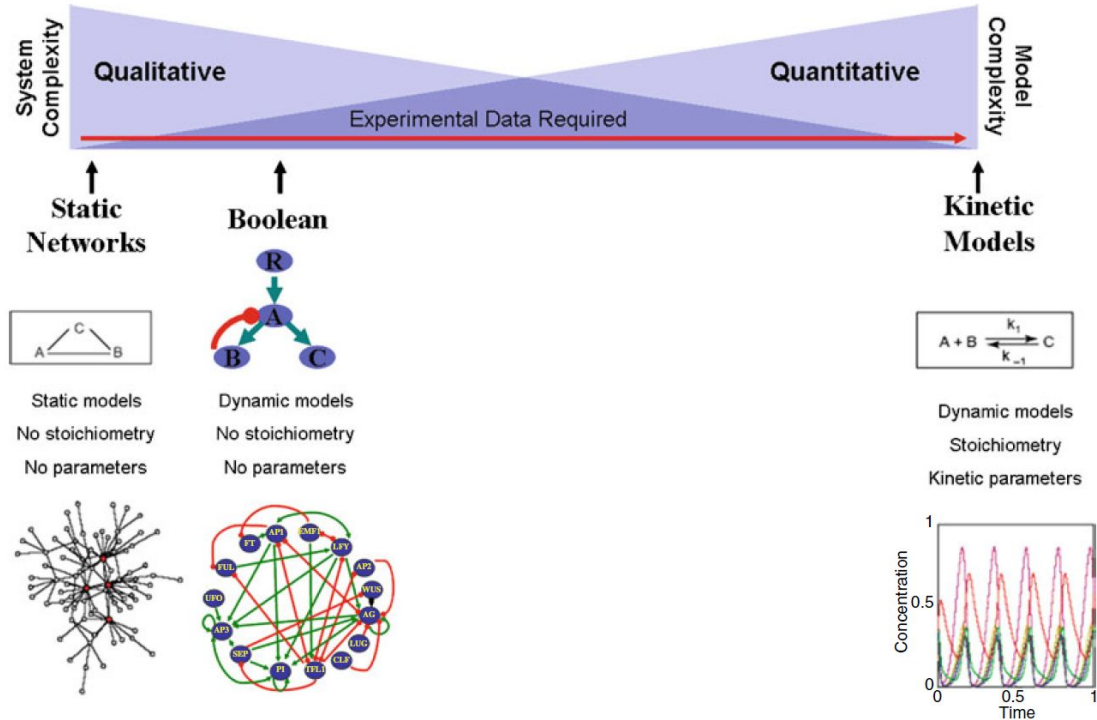 System
Complexity
Qualitative
Quantitative
Model
Complexity
Experimental Data Required
Static
Networks
Boolean
Kinetic
Models
R
A
B
C
C
A
B
A + B
k1
k−1
C
Static models
No stoichiometry
No parameters
Dynamic models
No stoichiometry
No parameters
Dynamic models
Stoichiometry
Kinetic parameters
AP1
EMF1
FT
LFY
FUL
AP2
WUS
UFO
AG
AP3
LUG
SEP
CLF
PI
TFL1
Concentration
1
0.5
0
0
0.5
1
Time